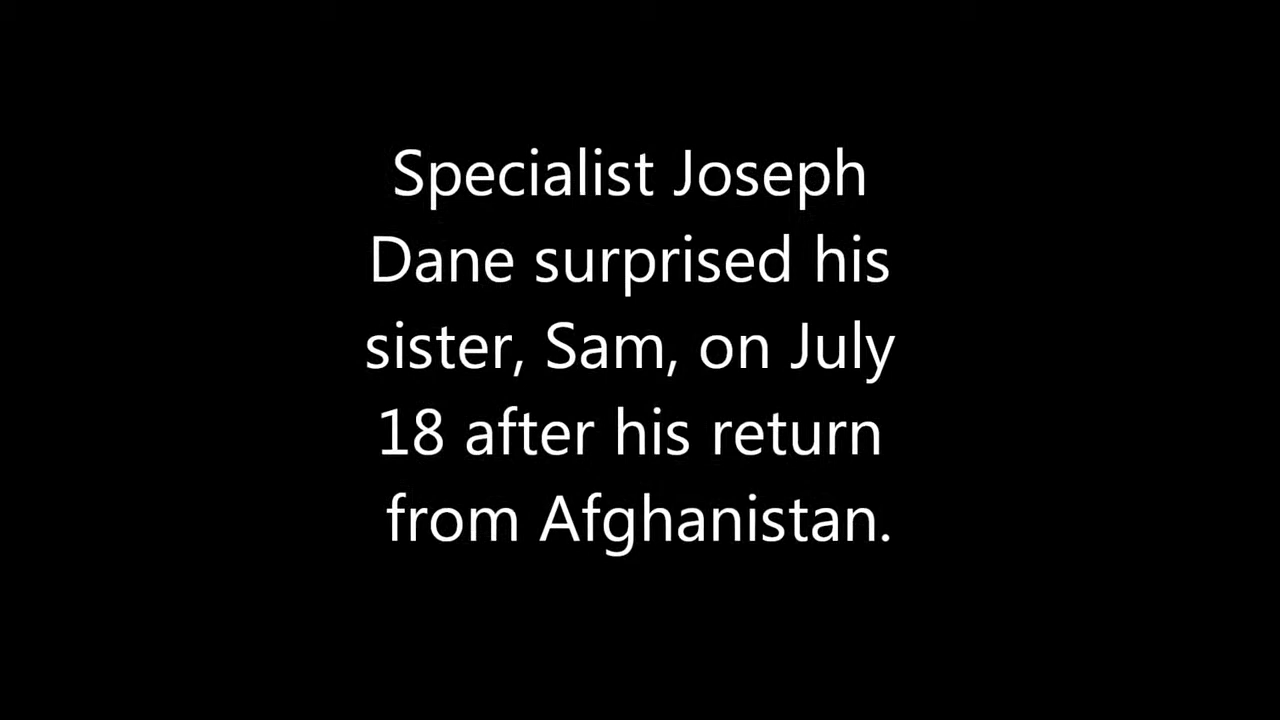 Specialist Joseph
Dane surprised his
sister, Sam, on July
18 after his return
from Afghanistan.